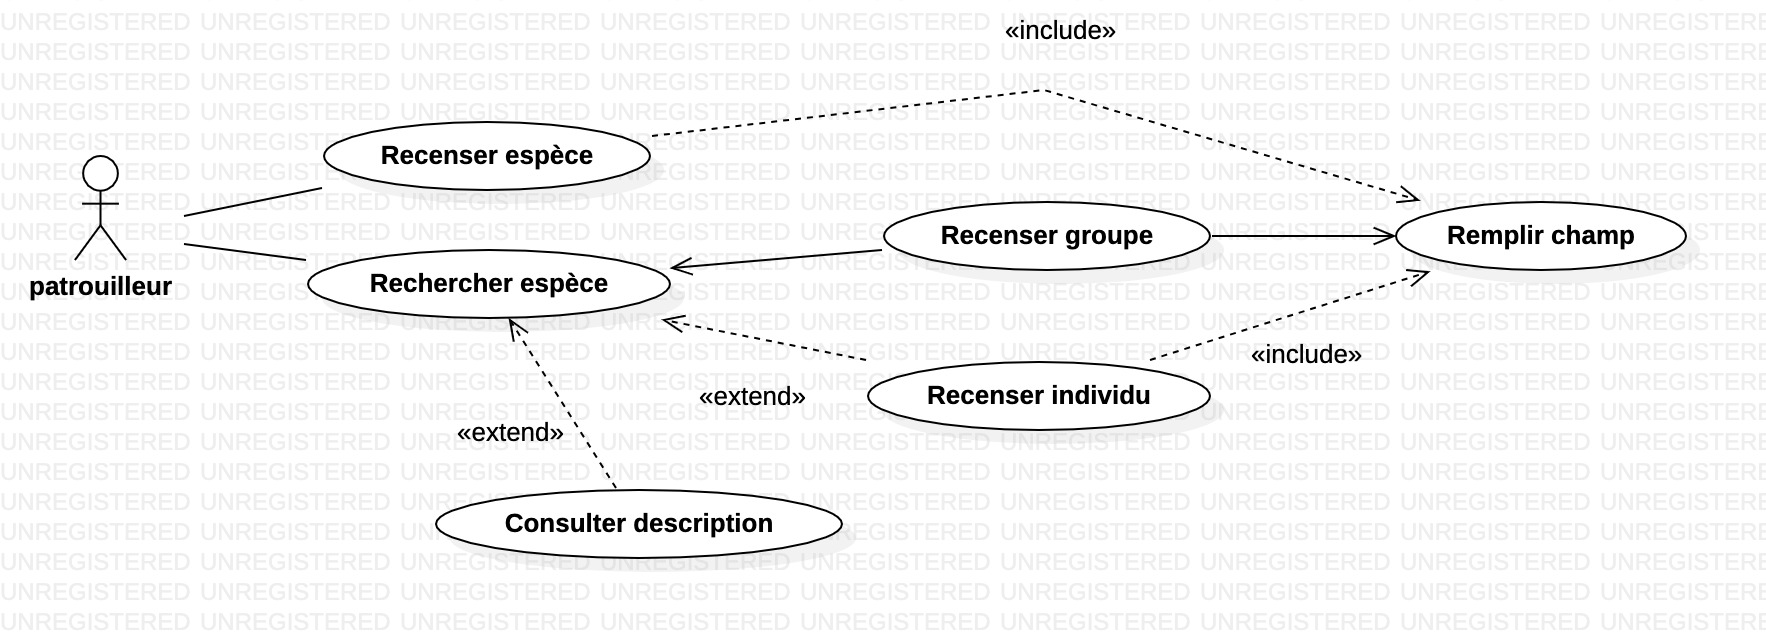 «include»
Recenser espèce
Recenser groupe
Remplir champ
patrouilleur
Rechercher espèce
«include»
«extend»
Recenser individu
«extend»
Consulter description
UNREGISTERED UNREGISTERED UNREGISTERED UNREGISTERED UNREGISTERED UNREGISTERED UNREGISTERED UNREGISTERED UNREGISTERED